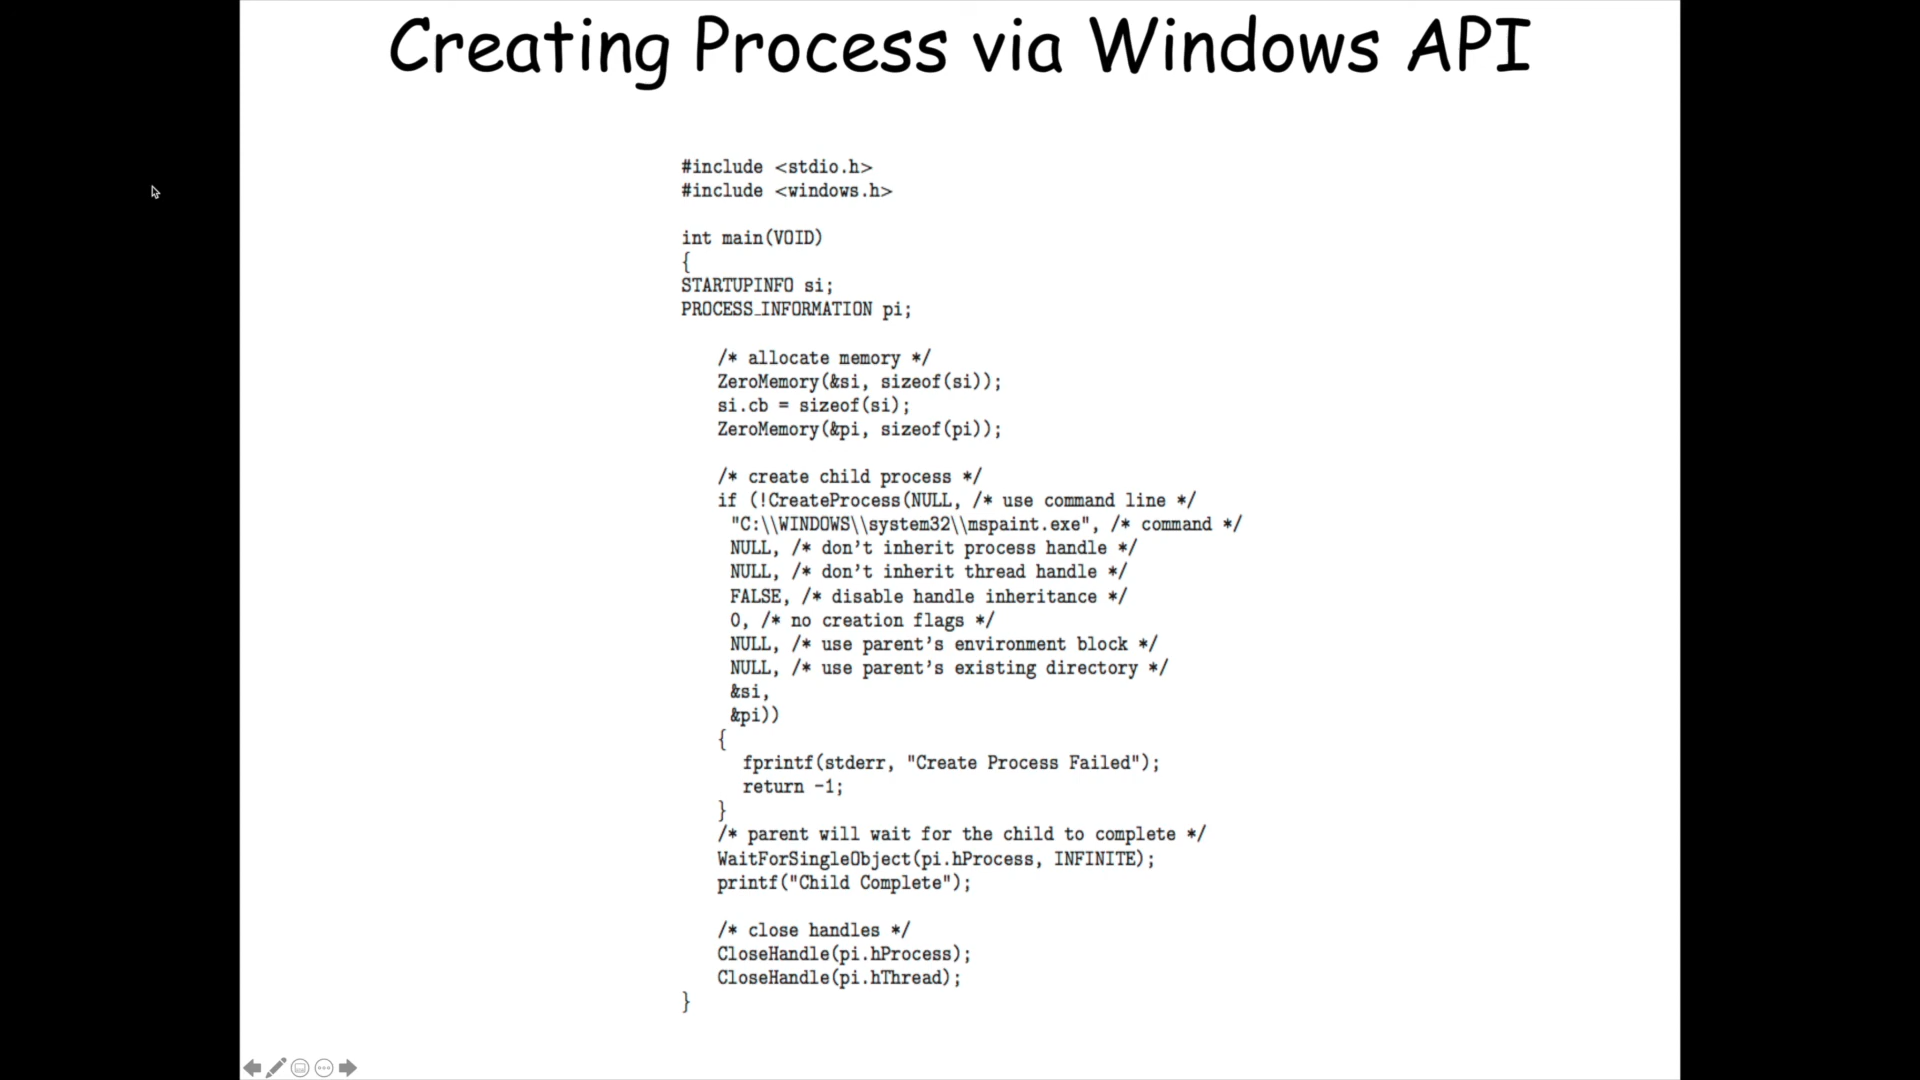 Creating Process via Windows API
#include <stdio.h>
#include <windows.h>
int main(VOID)
{
STARTUPINFO si;
PROCESS_INFORMATION pi;
/* allocate memory */
ZeroMemory(&si, sizeof(si));
si.cb = sizeof(si);
ZeroMemory(&pi, sizeof(pi));
/* create child process */
if (!CreateProcess(NULL, /* use command line */
"C:\\WINDOWS\\system32\\mspaint.exe", /* command */
NULL, /* don't inherit process handle */
NULL, /* don't inherit thread handle */
FALSE, /* disable handle inheritance */
0, /* no creation flags */
NULL, /* use parent's environment block */
NULL, /* use parent's existing directory */
&si,
&pi))
{
fprintf(stderr, "Create Process Failed");
return -1;
}
/* parent will wait for the child to complete */
WaitForSingleObject(pi.hProcess, INFINITE);
printf("Child Complete");
/* close handles */
CloseHandle(pi.hProcess);
CloseHandle(pi.hThread);
}